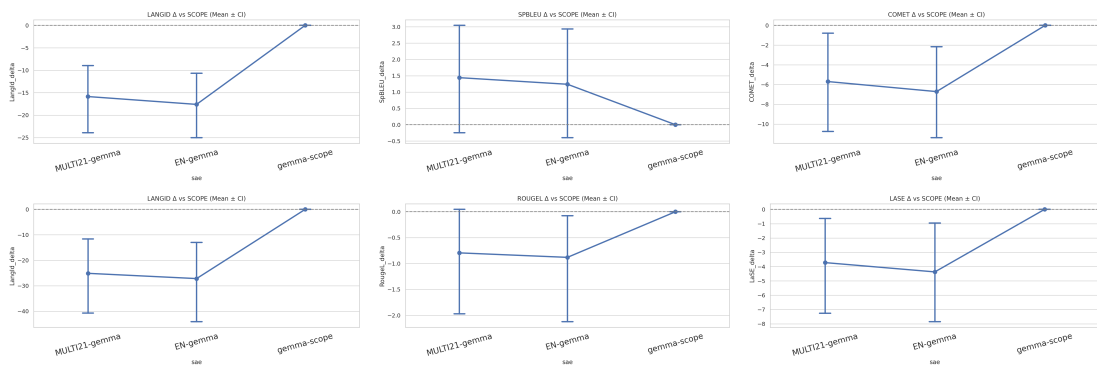 LANGID Δ vs SCOPE (Mean ± CI)
LangId_delta
0
−5
−10
−15
−20
−25
MULTI21-gemma
EN-gemma
gemma-scope
sae
SPBLEU Δ vs SCOPE (Mean ± CI)
SpBLEU_delta
3.0
2.5
2.0
1.5
1.0
0.5
0.0
−0.5
MULTI21-gemma
EN-gemma
gemma-scope
sae
COMET Δ vs SCOPE (Mean ± CI)
COMET_delta
0
−2
−4
−6
−8
−10
MULTI21-gemma
EN-gemma
gemma-scope
sae
LANGID Δ vs SCOPE (Mean ± CI)
LangId_delta
0
−10
−20
−30
−40
MULTI21-gemma
EN-gemma
gemma-scope
sae
ROUGEL Δ vs SCOPE (Mean ± CI)
RougeL_delta
0.0
−0.5
−1.0
−1.5
−2.0
MULTI21-gemma
EN-gemma
gemma-scope
sae
LASE Δ vs SCOPE (Mean ± CI)
LaSE_delta
0
−1
−2
−3
−4
−5
−6
−7
−8
MULTI21-gemma
EN-gemma
gemma-scope
sae